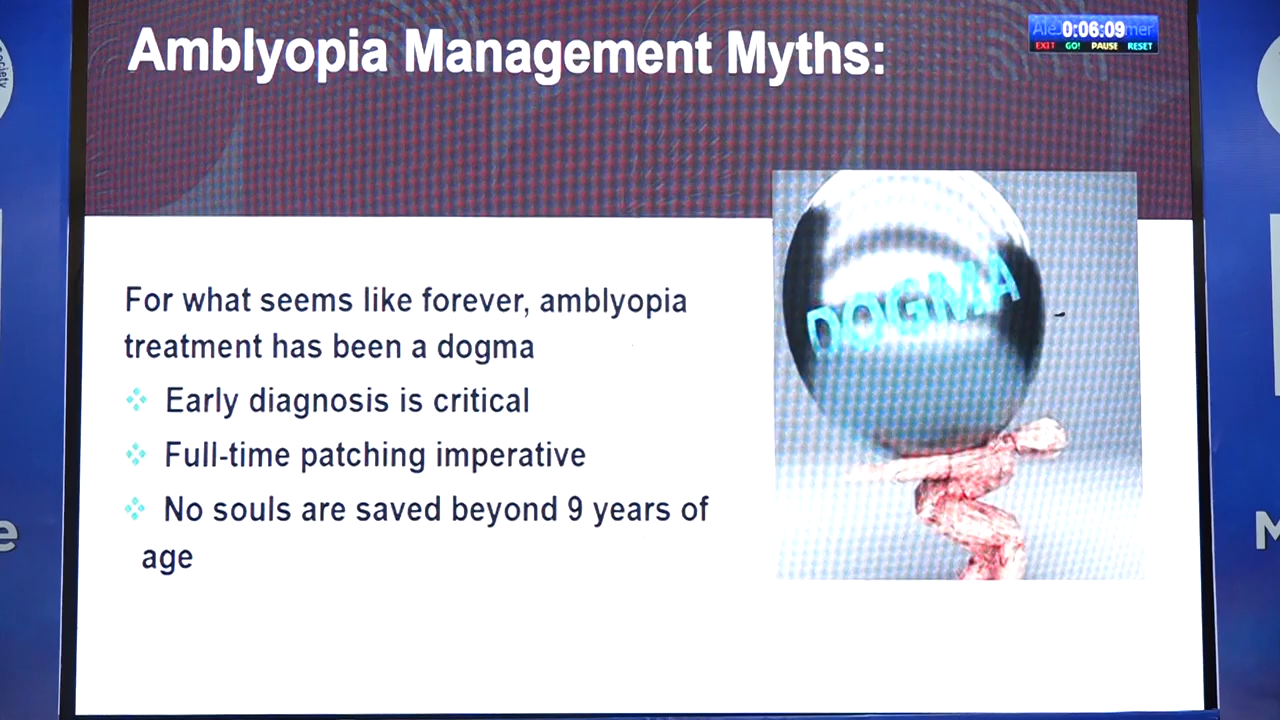 Amblyopia Management Myths:
0:06:09
EXIT GO! PAUSE RESET
For what seems like forever, amblyopia
treatment has been a dogma
Early diagnosis is critical
Full-time patching imperative
No souls are saved beyond 9 years of
age
DOGMA